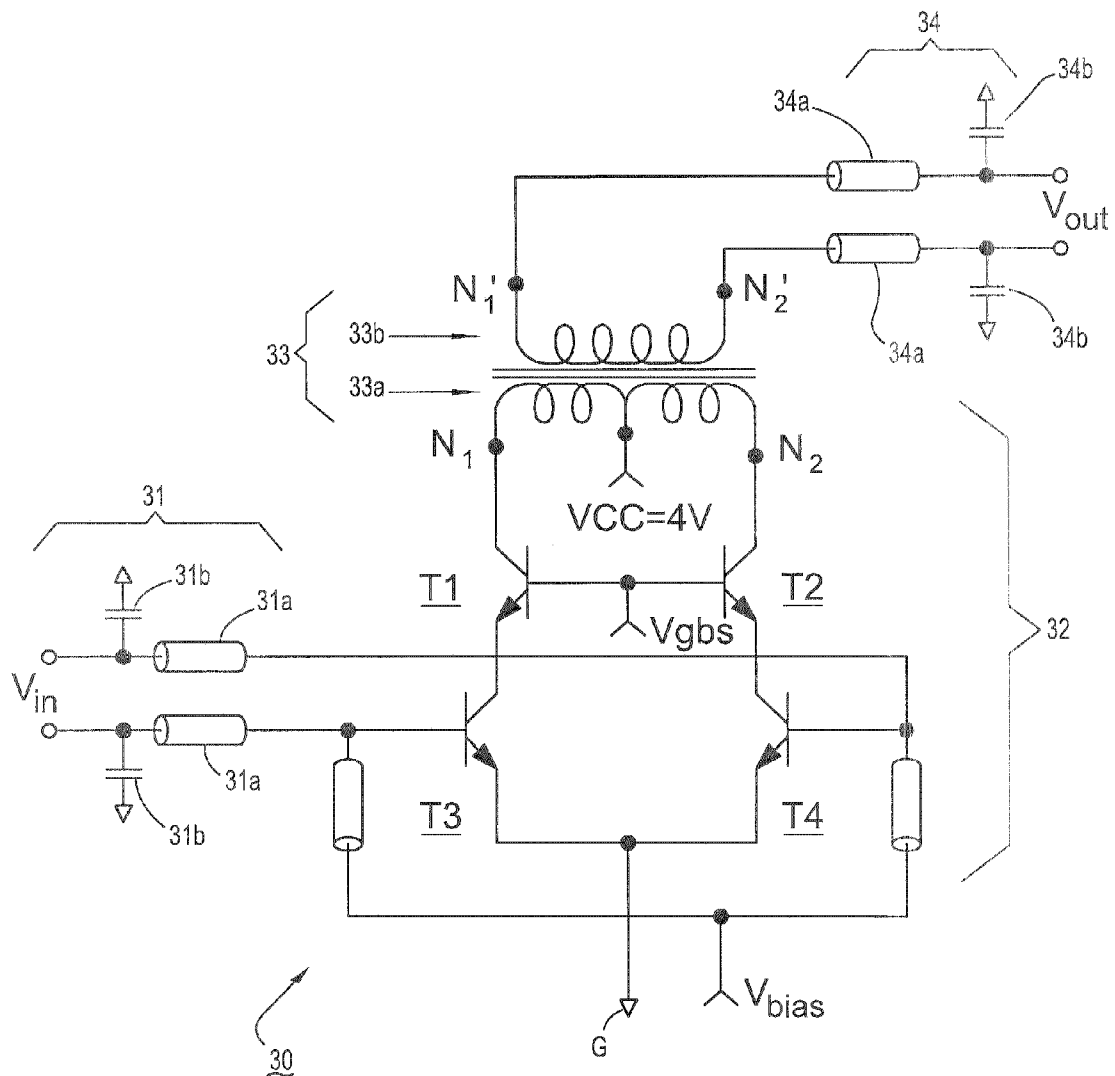 34
34b
34a
Vout
N1' N2'
34a
34b
33b
33
33a
N1 N2
VCC=4V
31
31b
31a
T1 T2
Vgbs
32
Vin
31a
31b
T3 T4
Vbias
G
30